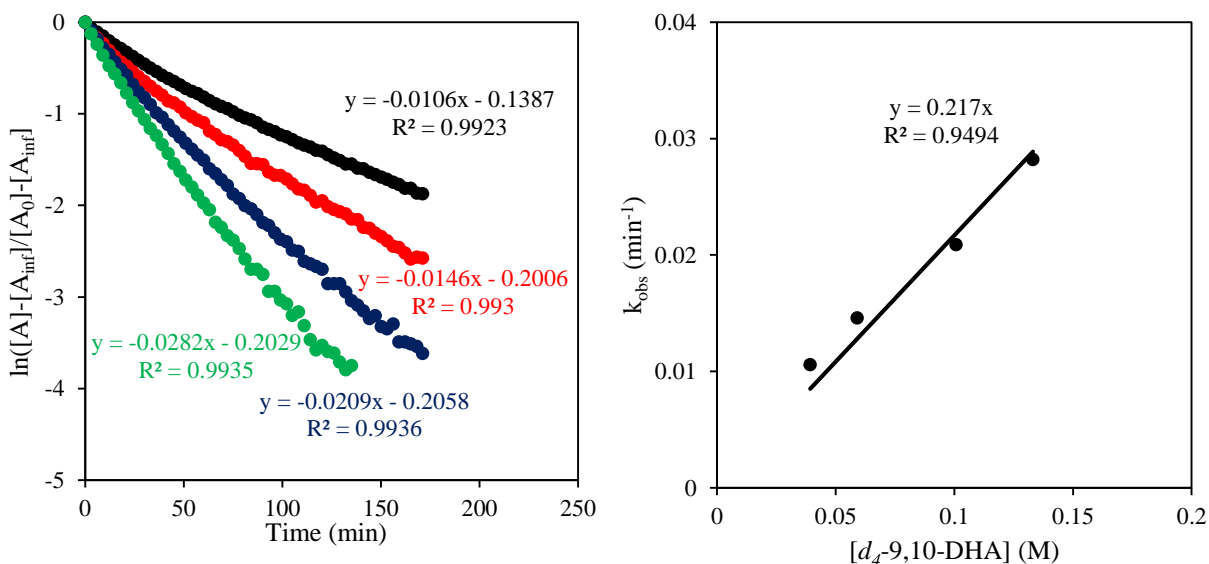 0
-1
-2
-3
-4
-5
ln([A]-[A_inf]/[A_0]-[A_inf]
y = -0.0106x - 0.1387
R² = 0.9923
y = -0.0146x - 0.2006
R² = 0.993
y = -0.0282x - 0.2029
R² = 0.9935
y = -0.0209x - 0.2058
R² = 0.9936
0 50 100 150 200 250
Time (min)
0.04
0.03
0.02
0.01
0
k_obs (min⁻¹)
y = 0.217x
R² = 0.9494
0 0.05 0.1 0.15 0.2
[d₄-9,10-DHA] (M)